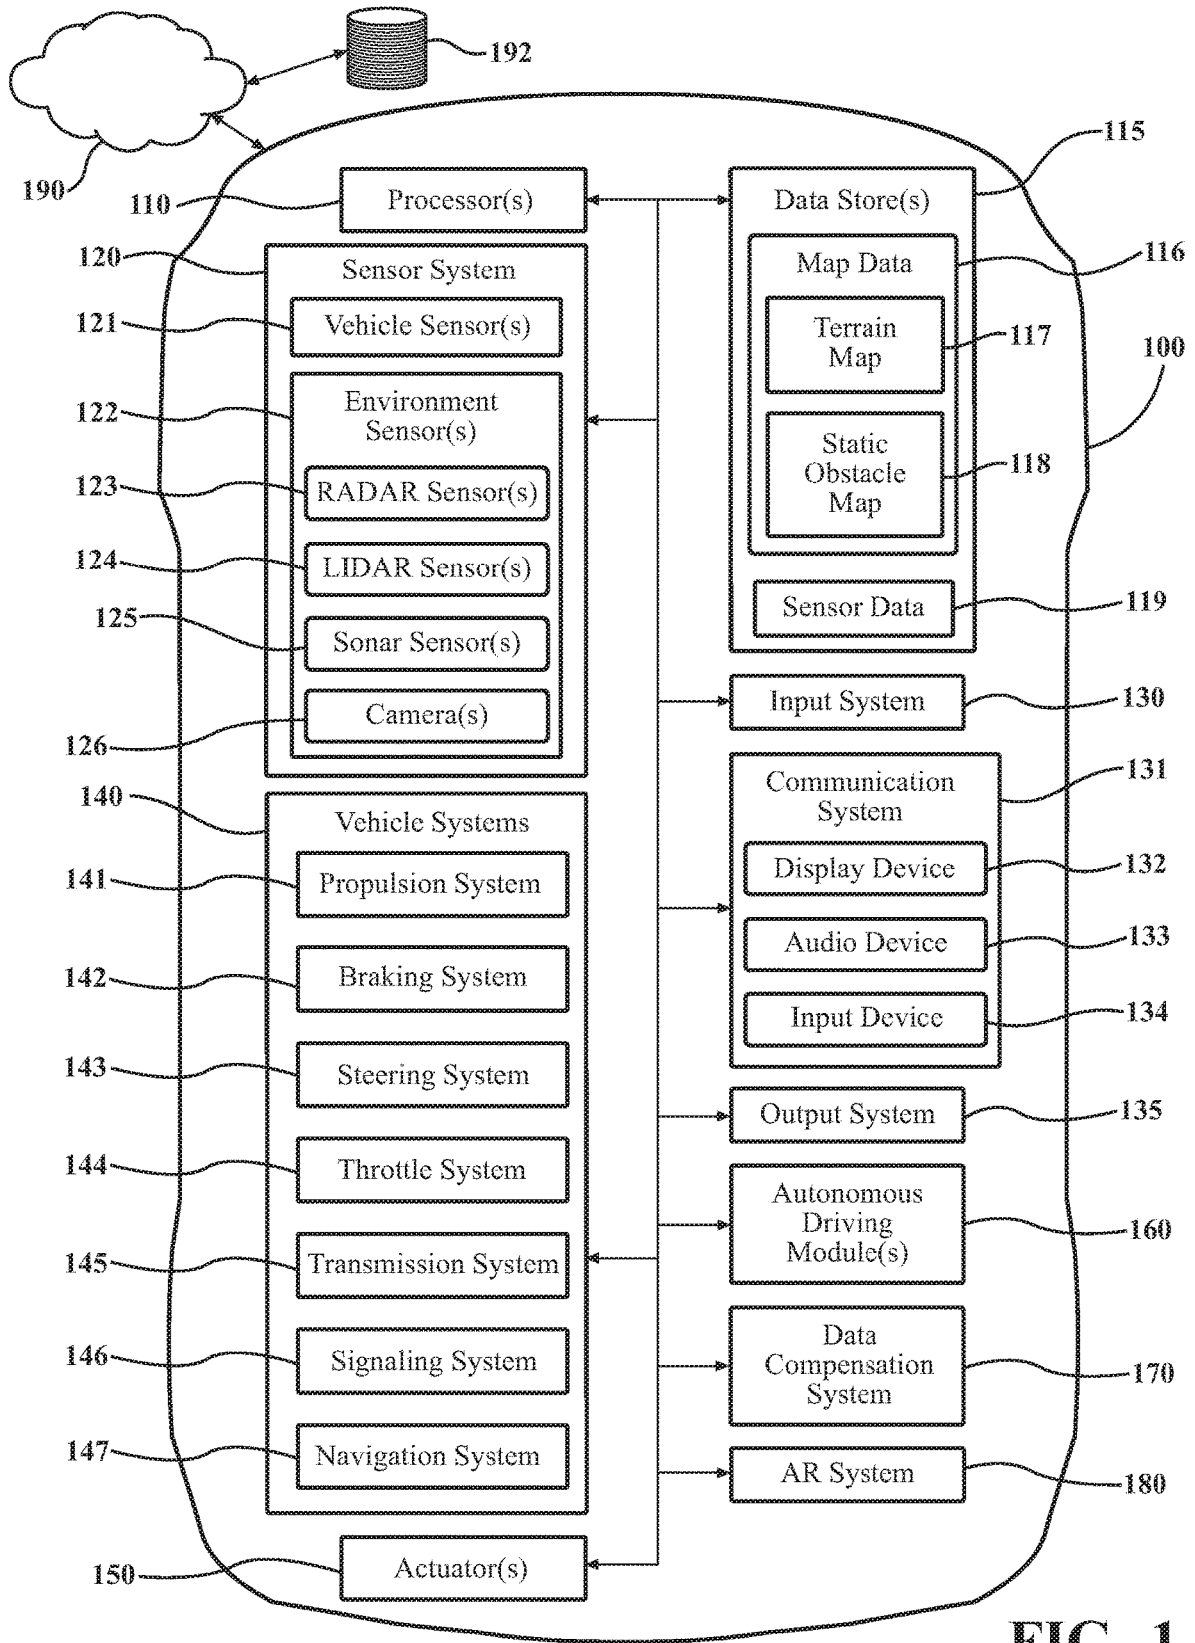 192
190
110
Processor(s)
120
Sensor System
121
Vehicle Sensor(s)
122
Environment
Sensor(s)
123
RADAR Sensor(s)
124
LIDAR Sensor(s)
125
Sonar Sensor(s)
126
Camera(s)
140
Vehicle Systems
141
Propulsion System
142
Braking System
143
Steering System
144
Throttle System
145
Transmission System
146
Signaling System
147
Navigation System
150
Actuator(s)
115
Data Store(s)
Map Data
116
Terrain
Map
117
100
Static
Obstacle
Map
118
Sensor Data
119
Input System
130
Communication
System
131
Display Device
132
Audio Device
133
Input Device
134
Output System
135
Autonomous
Driving
Module(s)
160
Data
Compensation
System
170
AR System
180
FIG. 1